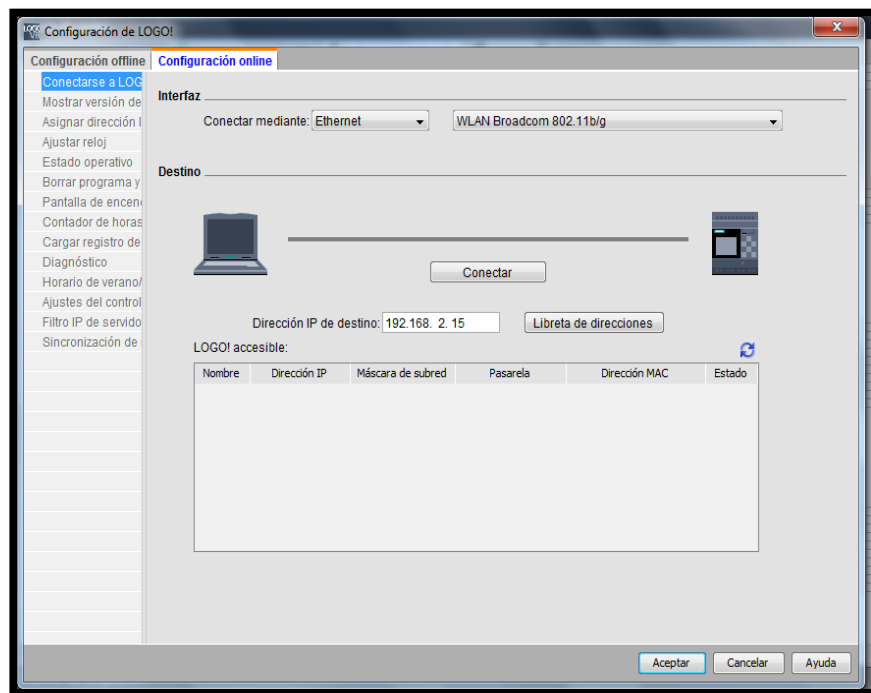 Configuración de LOGO!
Configuración offline
Configuración online
Conectarse a LOG
Mostrar versión de
Asignar dirección I
Ajustar reloj
Estado operativo
Borrar programa y
Pantalla de encen
Contador de horas
Cargar registro de
Diagnóstico
Horario de verano/
Ajustes del control
Filtro IP de servido
Sincronización de
Interfaz
Conectar mediante: Ethernet WLAN Broadcom 802.11b/g
Destino
Conectar
Dirección IP de destino: 192.168. 2. 15 Libreta de direcciones
LOGO! accesible:
Nombre Dirección IP Máscara de subred Pasarela Dirección MAC Estado
Aceptar Cancelar Ayuda